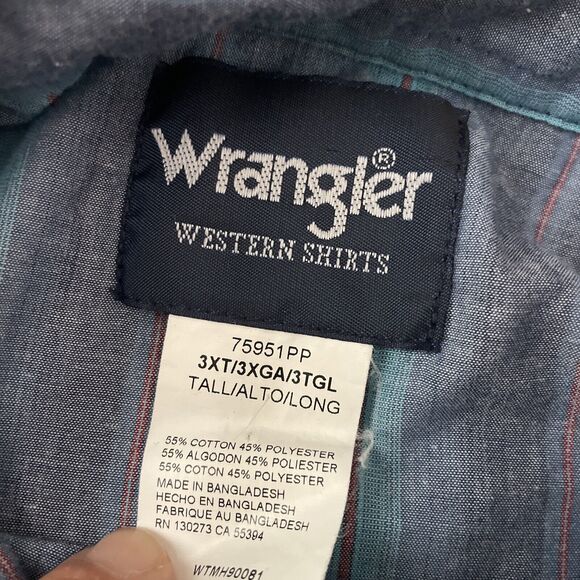 Wrangler®
WESTERN SHIRTS
75951PP
3XT/3XGA/3TGL
TALL/ALTO/LONG
55% COTTON 45% POLYESTER
55% ALGODON 45% POLIESTER
55% COTON 45% POLYESTER
MADE IN BANGLADESH
HECHO EN BANGLADESH
FABRIQUE AU BANGLADESH
RN 130273 CA 55394
WTMH90081